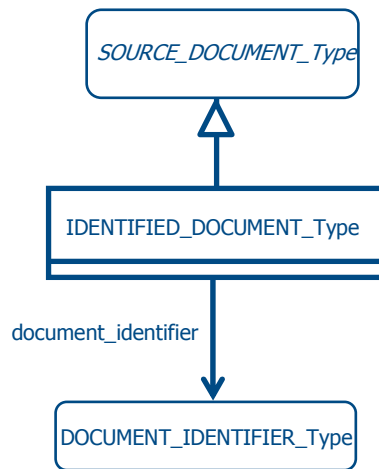 SOURCE_DOCUMENT_Type
IDENTIFIED_DOCUMENT_Type
document_identifier
DOCUMENT_IDENTIFIER_Type